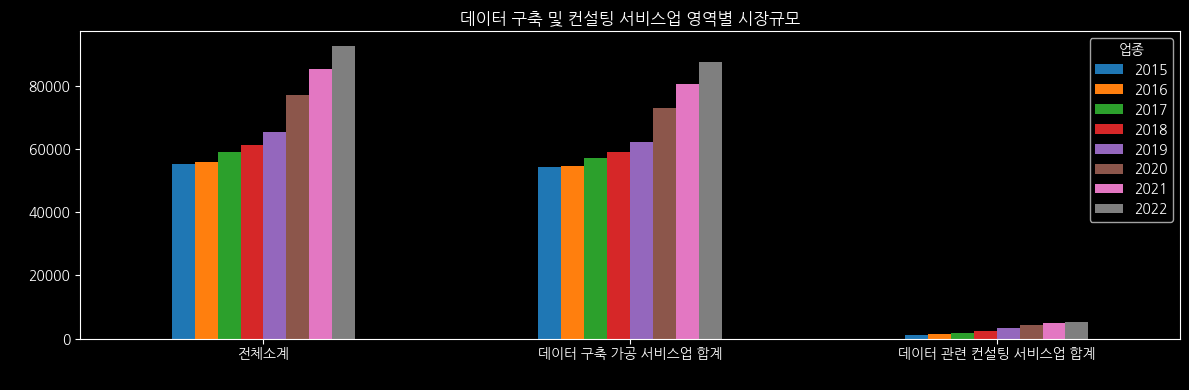 데이터 구축 및 컨설팅 서비스업 영역별 시장규모
업종
2015
2016
2017
2018
2019
2020
2021
2022
80000
60000
40000
20000
0
전체소계
데이터 구축 가공 서비스업 합계
데이터 관련 컨설팅 서비스업 합계